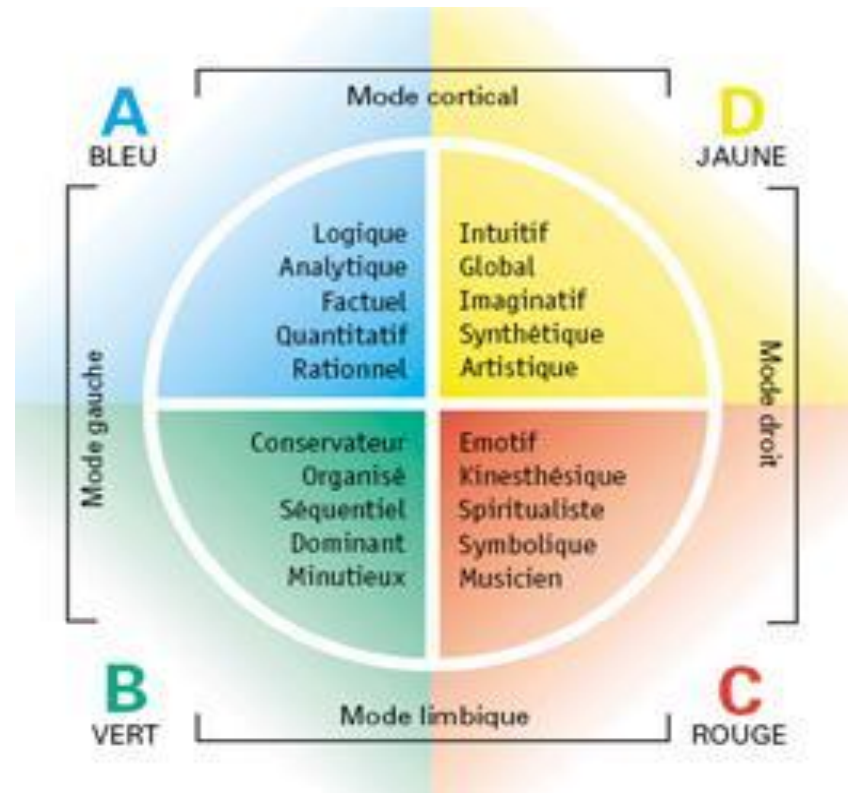 Mode cortical
A
BLEU
D
JAUNE
Logique
Analytique
Factuel
Quantitatif
Rationnel
Intuitif
Global
Imaginatif
Synthétique
Artistique
Mode gauche
Mode droit
Conservateur
Organisé
Séquentiel
Dominant
Minutieux
Emotif
Kinesthésique
Spiritualiste
Symbolique
Musicien
B
VERT
Mode limbique
C
ROUGE